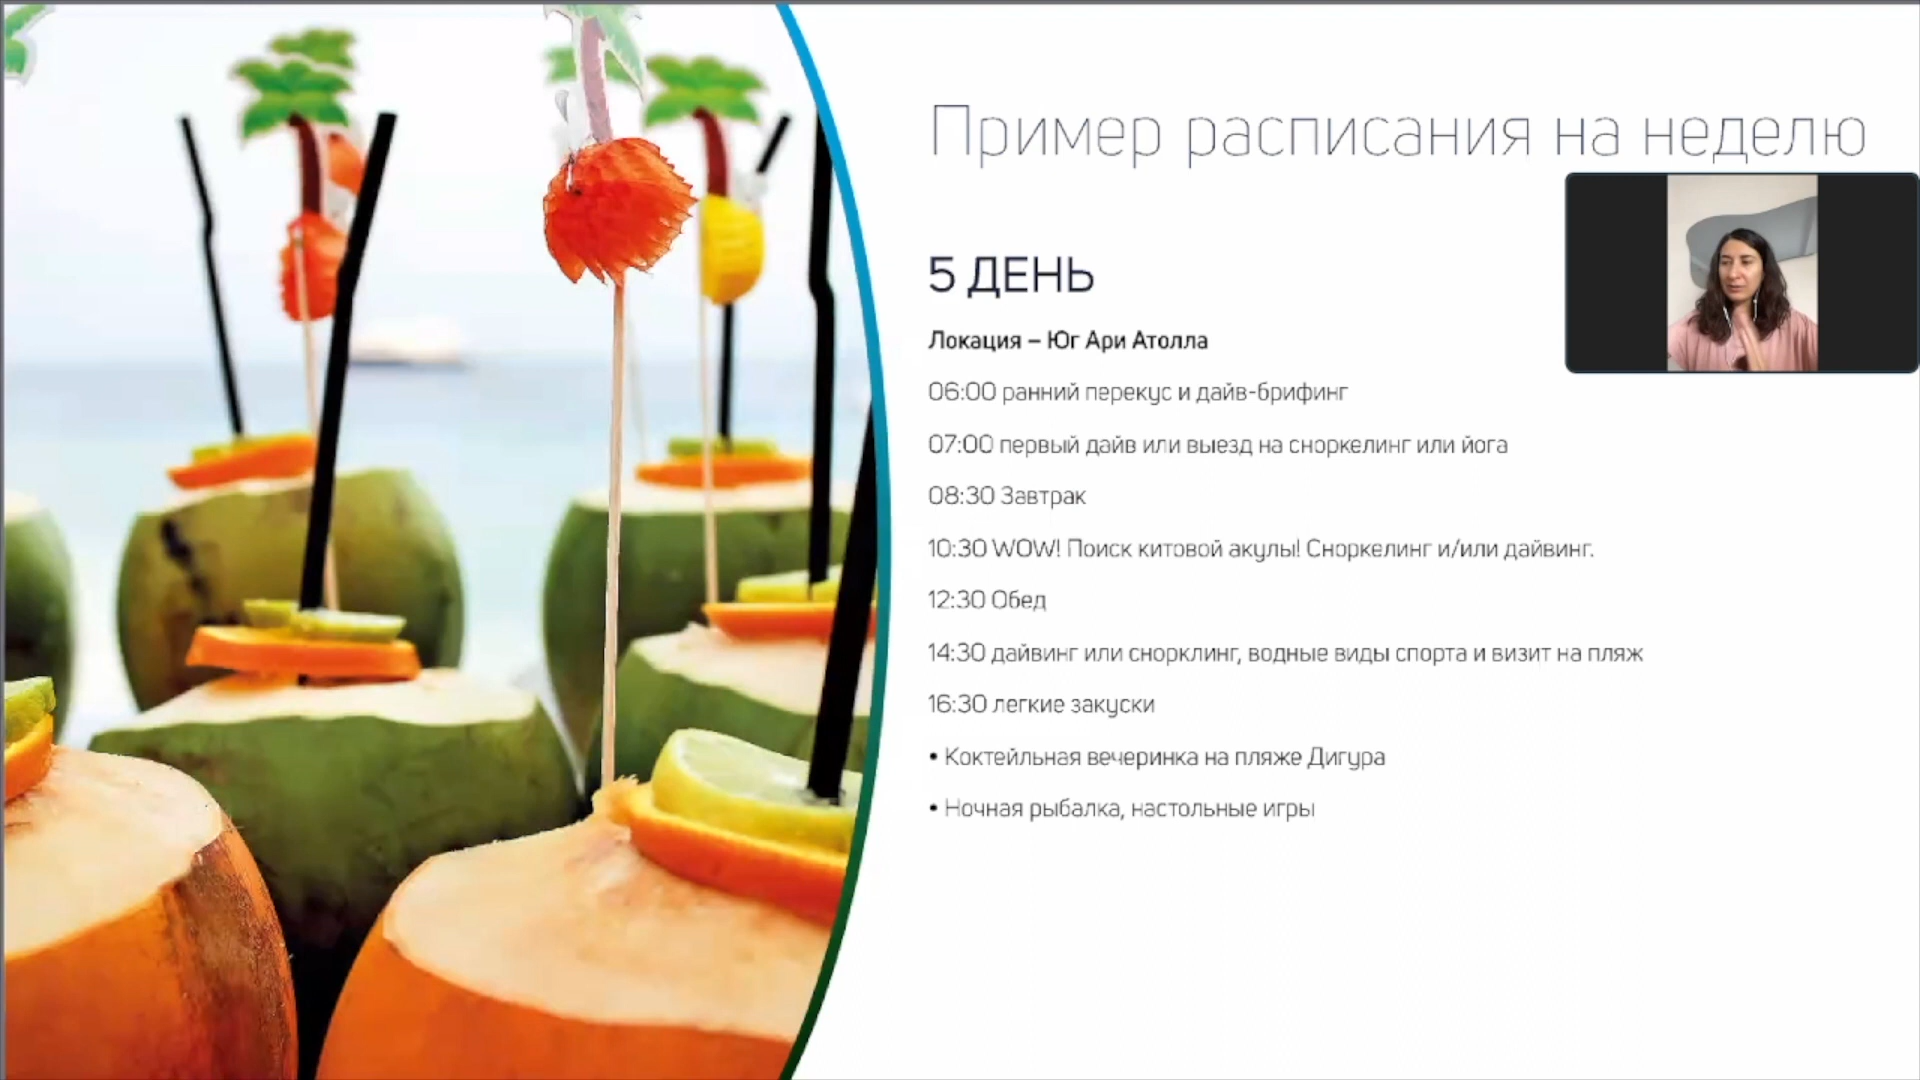 Пример расписания на неделю
5 ДЕНЬ
Локация – Юг Ари Атолла
06:00 ранний перекус и дайв-брифинг
07:00 первый дайв или выезд на сноркелинг или йога
08:30 Завтрак
10:30 WOW! Поиск китовой акулы! Сноркелинг и/или дайвинг.
12:30 Обед
14:30 дайвинг или снорклинг, водные виды спорта и визит на пляж
16:30 легкие закуски
• Коктейльная вечеринка на пляже Дигура
• Ночная рыбалка, настольные игры